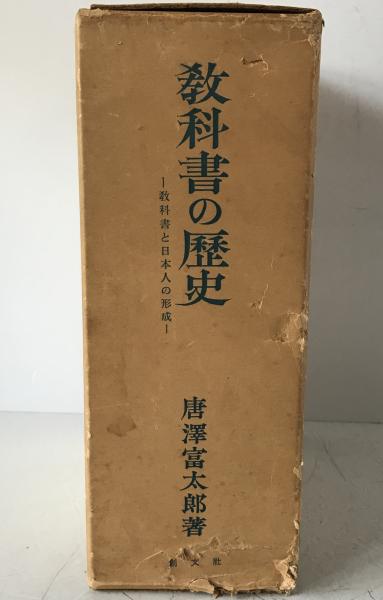 教科書の歷史
―教科書と日本人の形成―
唐澤富太郎著
創文社